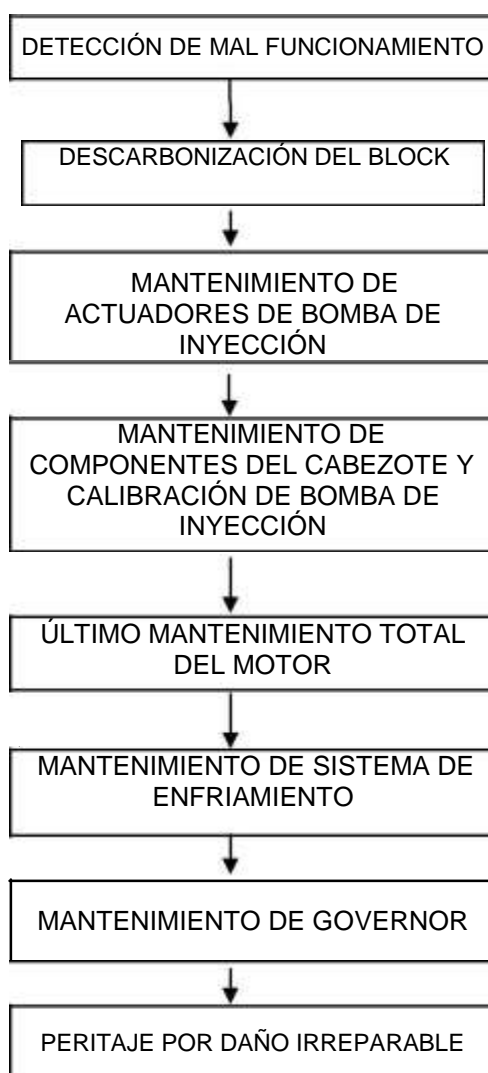 DETECCIÓN DE MAL FUNCIONAMIENTO
DESCARBONIZACIÓN DEL BLOCK
MANTENIMIENTO DE
ACTUADORES DE BOMBA DE
INYECCIÓN
MANTENIMIENTO DE
COMPONENTES DEL CABEZOTE Y
CALIBRACIÓN DE BOMBA DE
INYECCIÓN
ÚLTIMO MANTENIMIENTO TOTAL
DEL MOTOR
MANTENIMIENTO DE SISTEMA DE
ENFRIAMIENTO
MANTENIMIENTO DE GOVERNOR
PERITAJE POR DAÑO IRREPARABLE